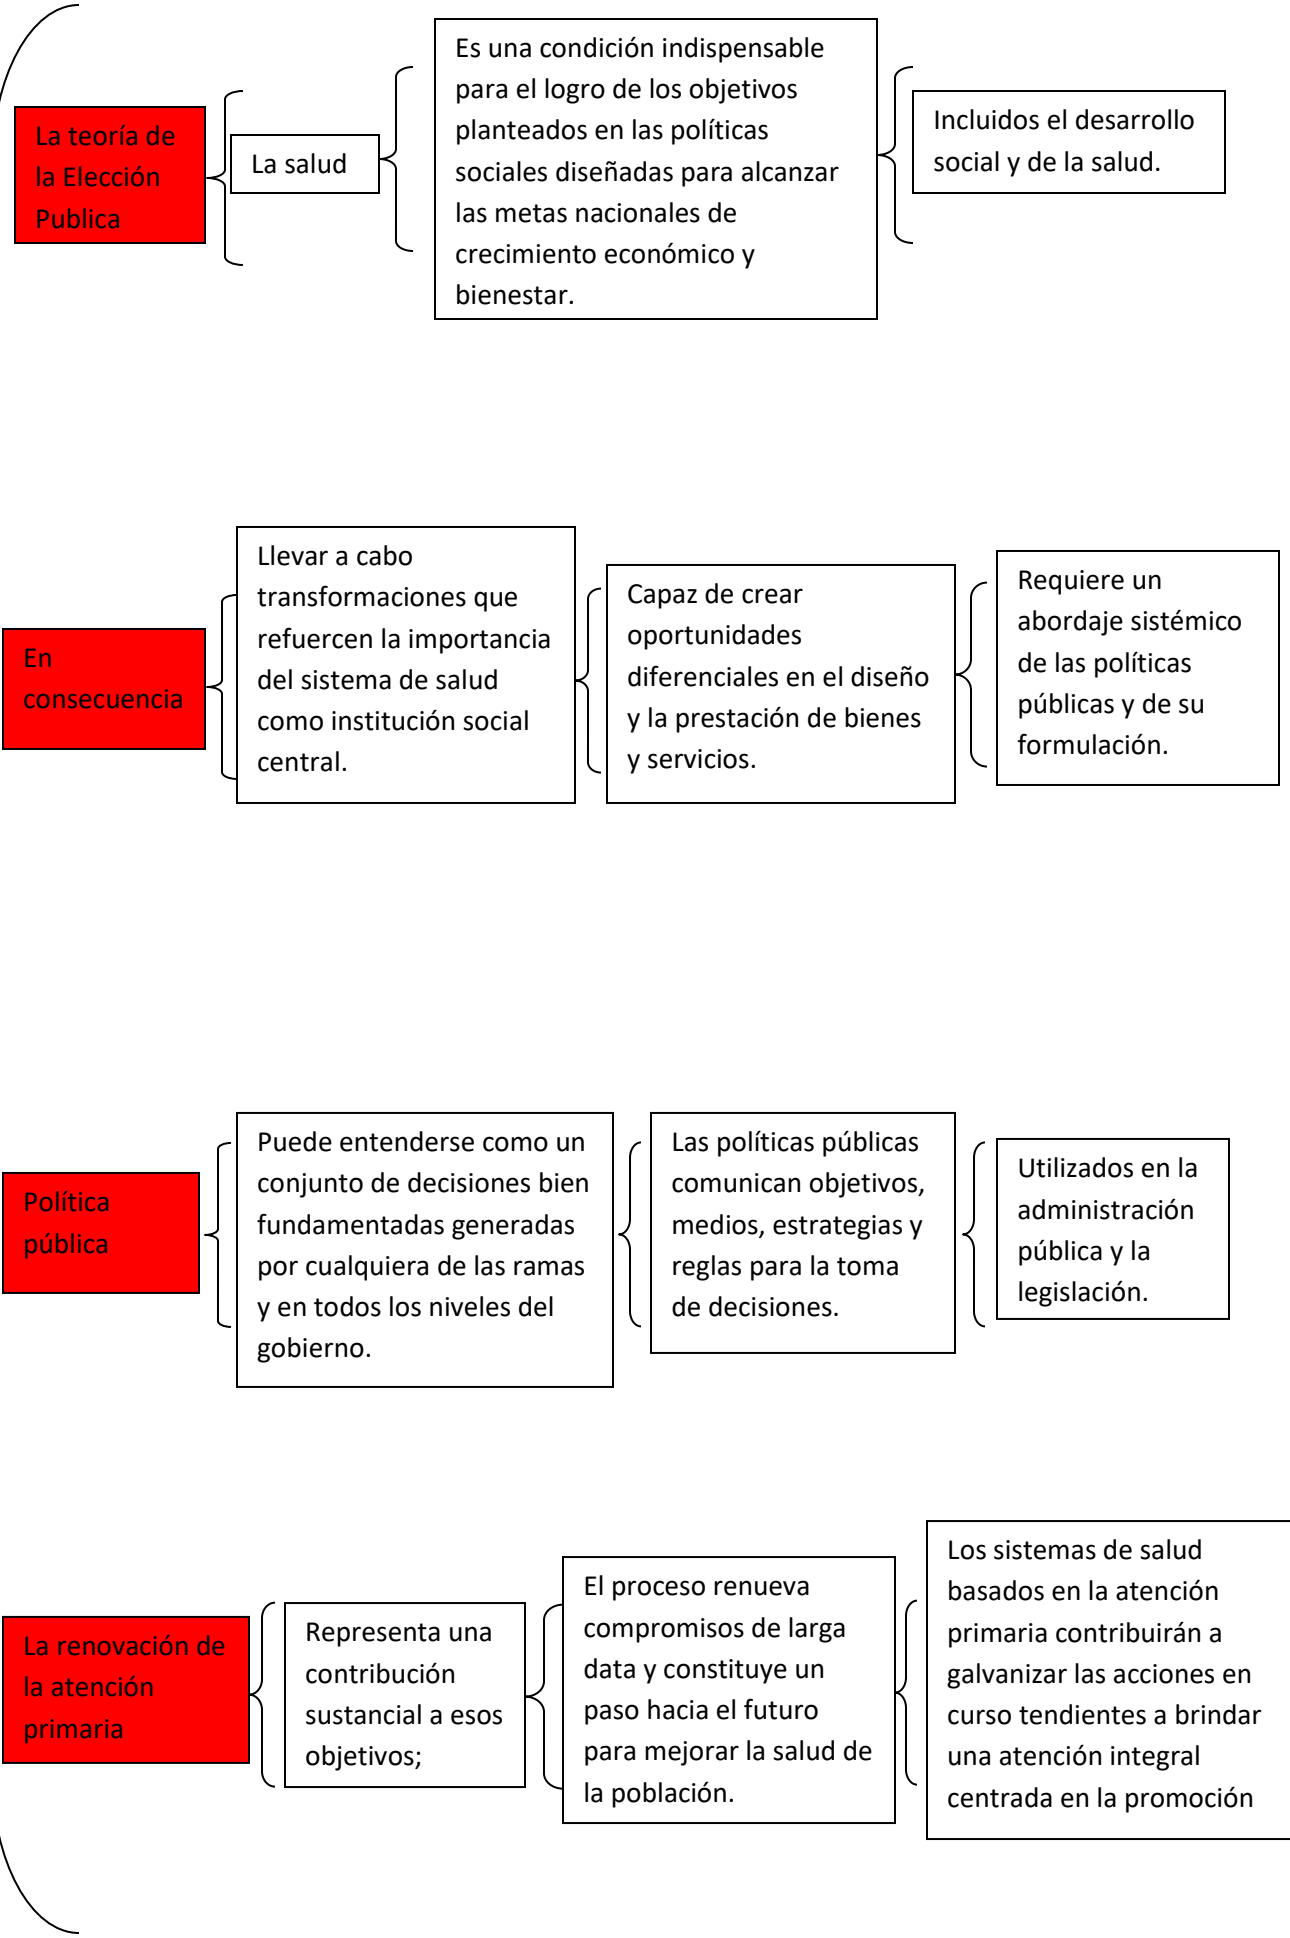 La teoría de
la Elección
Publica
La salud
Es una condición indispensable
para el logro de los objetivos
planteados en las políticas
sociales diseñadas para alcanzar
las metas nacionales de
crecimiento económico y
bienestar.
Incluidos el desarrollo
social y de la salud.
En
consecuencia
Llevar a cabo
transformaciones que
refuercen la importancia
del sistema de salud
como institución social
central.
Capaz de crear
oportunidades
diferenciales en el diseño
y la prestación de bienes
y servicios.
Requiere un
abordaje sistémico
de las políticas
públicas y de su
formulación.
Política
pública
Puede entenderse como un
conjunto de decisiones bien
fundamentadas generadas
por cualquiera de las ramas
y en todos los niveles del
gobierno.
Las políticas públicas
comunican objetivos,
medios, estrategias y
reglas para la toma
de decisiones.
Utilizados en la
administración
pública y la
legislación.
La renovación de
la atención
primaria
Representa una
contribución
sustancial a esos
objetivos;
El proceso renueva
compromisos de larga
data y constituye un
paso hacia el futuro
para mejorar la salud de
la población.
Los sistemas de salud
basados en la atención
primaria contribuirán a
galvanizar las acciones en
curso tendientes a brindar
una atención integral
centrada en la promoción